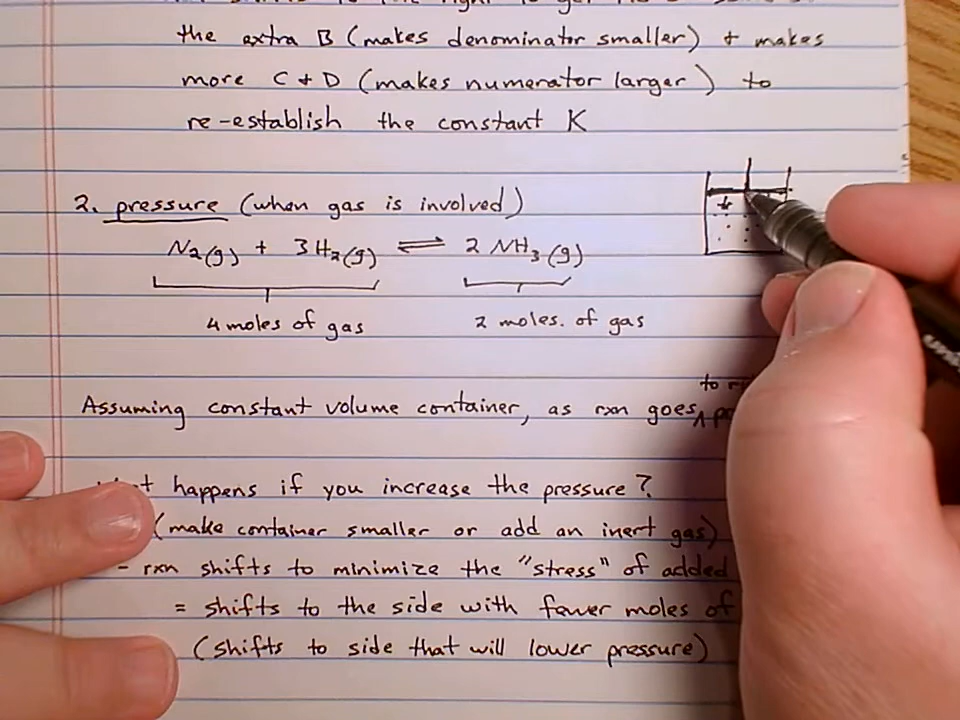 the extra B (makes denominator smaller) + makes
more C + D (makes numerator larger) to
re-establish the constant K
2. pressure (when gas is involved)
N2(g) + 3H2(g) ⇌ 2 NH3(g)
4 moles of gas 2 moles. of gas
to
Assuming constant volume container, as rxn goes
happens if you increase the pressure?
(make container smaller or add an inert gas)
- rxn shifts to minimize the "stress" of added
= shifts to the side with fewer moles of
(shifts to side that will lower pressure)